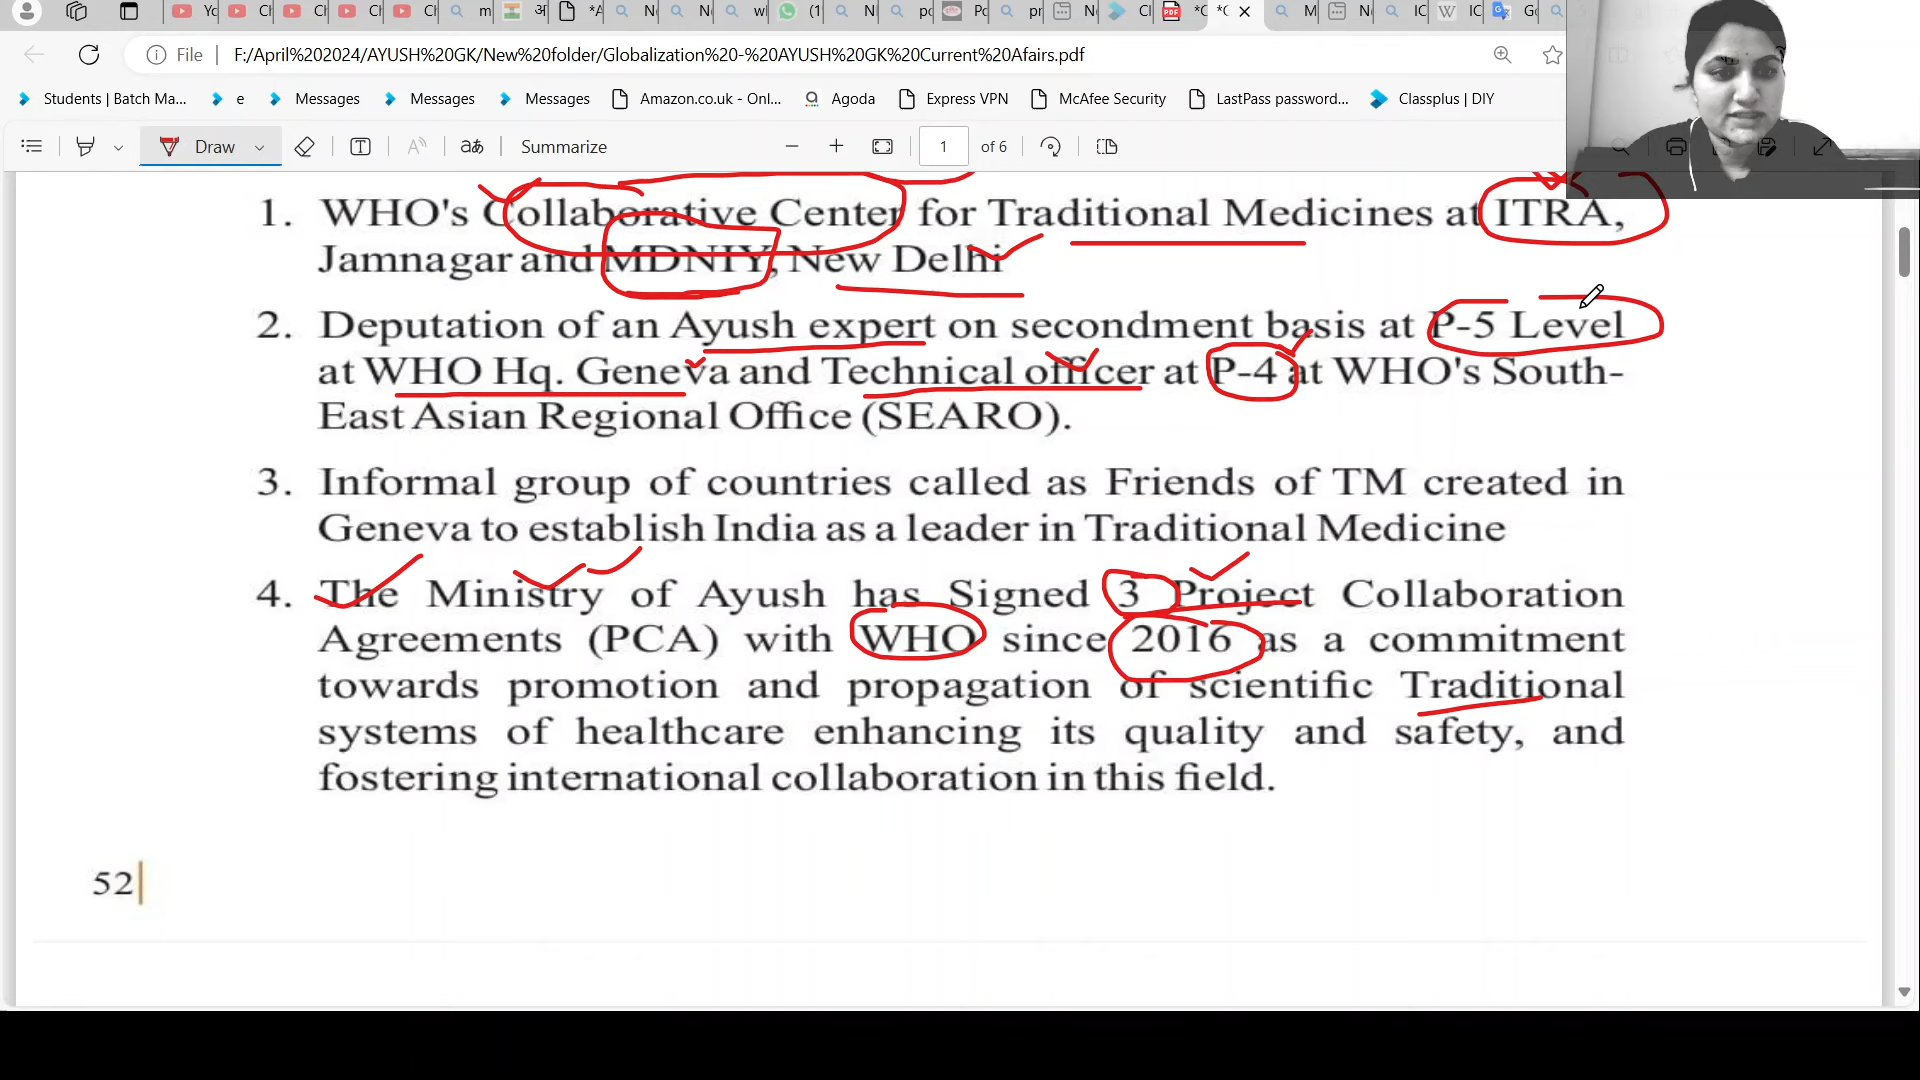 File F:/April%202024/AYUSH%20GK/New%20folder/Globalization%20-%20AYUSH%20GK%20Current%20Afairs.pdf
Students | Batch Ma... e Messages Messages Messages Amazon.co.uk - Onl... Agoda Express VPN McAfee Security LastPass password... Classplus | DIY
Draw Summarize 1 of 6
1. WHO's Collaborative Center for Traditional Medicines at ITRA,
Jamnagar and MDNIY, New Delhi
2. Deputation of an Ayush expert on secondment basis at P-5 Level
at WHO Hq. Geneva and Technical officer at P-4 at WHO's South-
East Asian Regional Office (SEARO).
3. Informal group of countries called as Friends of TM created in
Geneva to establish India as a leader in Traditional Medicine
4. The Ministry of Ayush has Signed 3 Project Collaboration
Agreements (PCA) with WHO since 2016 as a commitment
towards promotion and propagation of scientific Traditional
systems of healthcare enhancing its quality and safety, and
fostering international collaboration in this field.
52